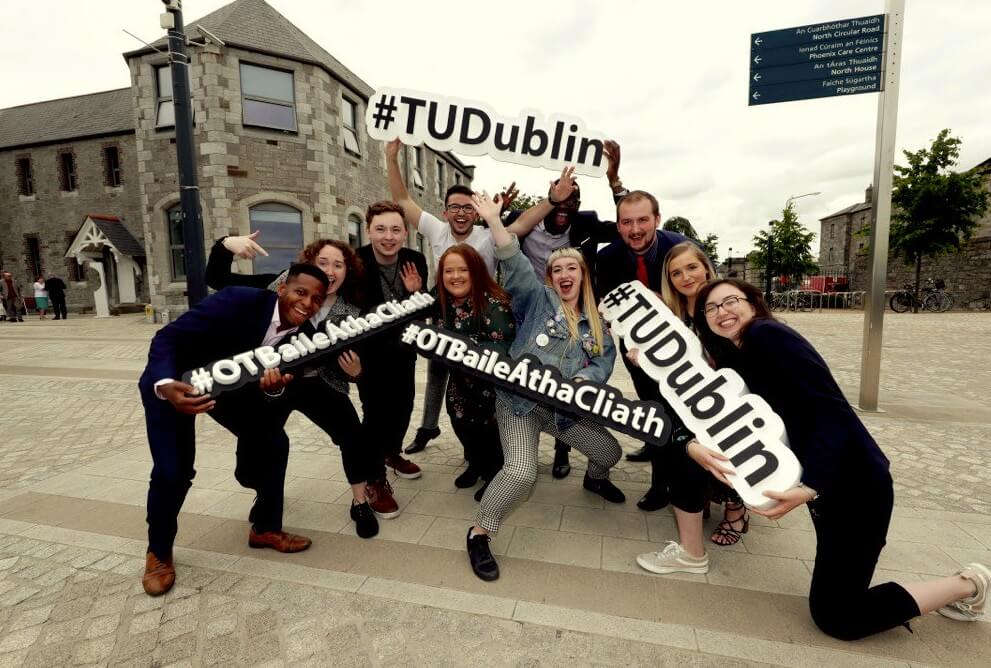 An Cuarbhóthar Thuaidh
North Circular Road
Ionad Cúraim an Fhéinics
Phoenix Care Centre
An tÁras Thuaidh
North House
Faiche Súgartha
Playground
#TUDublin
#OTBaileÁthaCliath
#OTBaileÁthaCliath
#TUDublin